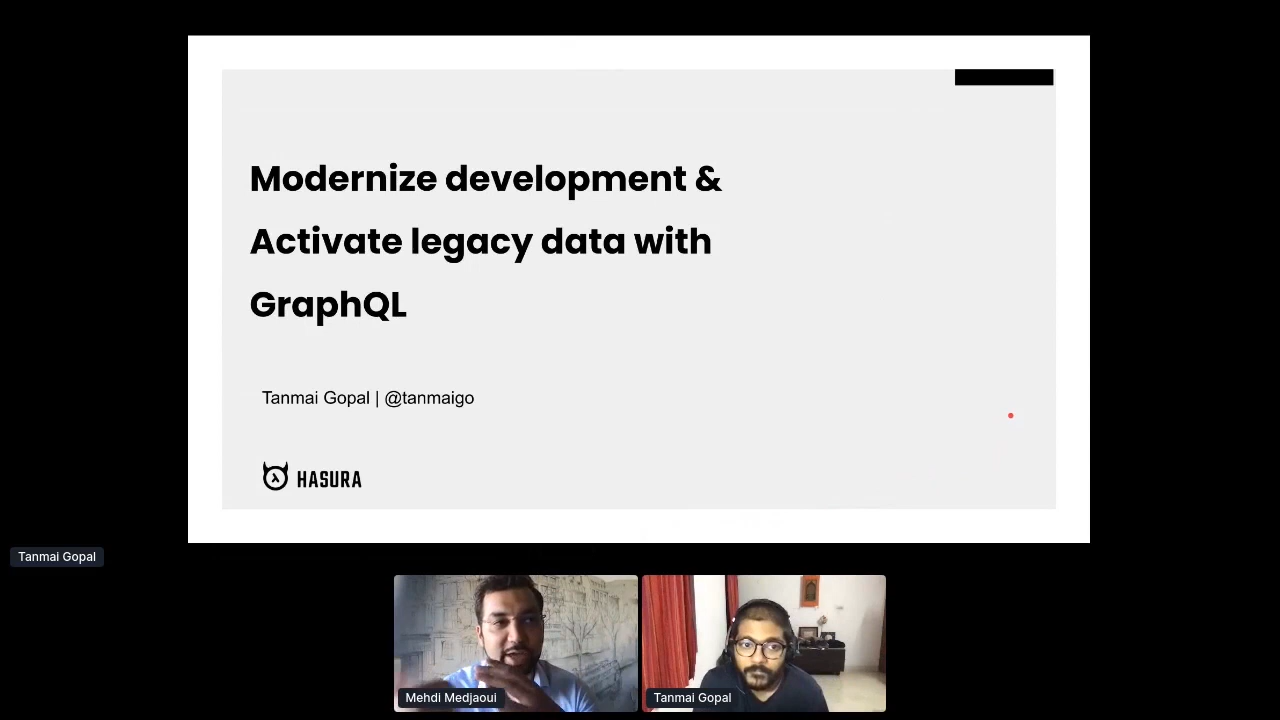 Modernize development &
Activate legacy data with
GraphQL
Tanmai Gopal | @tanmaigo
HASURA
Tanmai Gopal
Mehdi Medjaoui
Tanmai Gopal